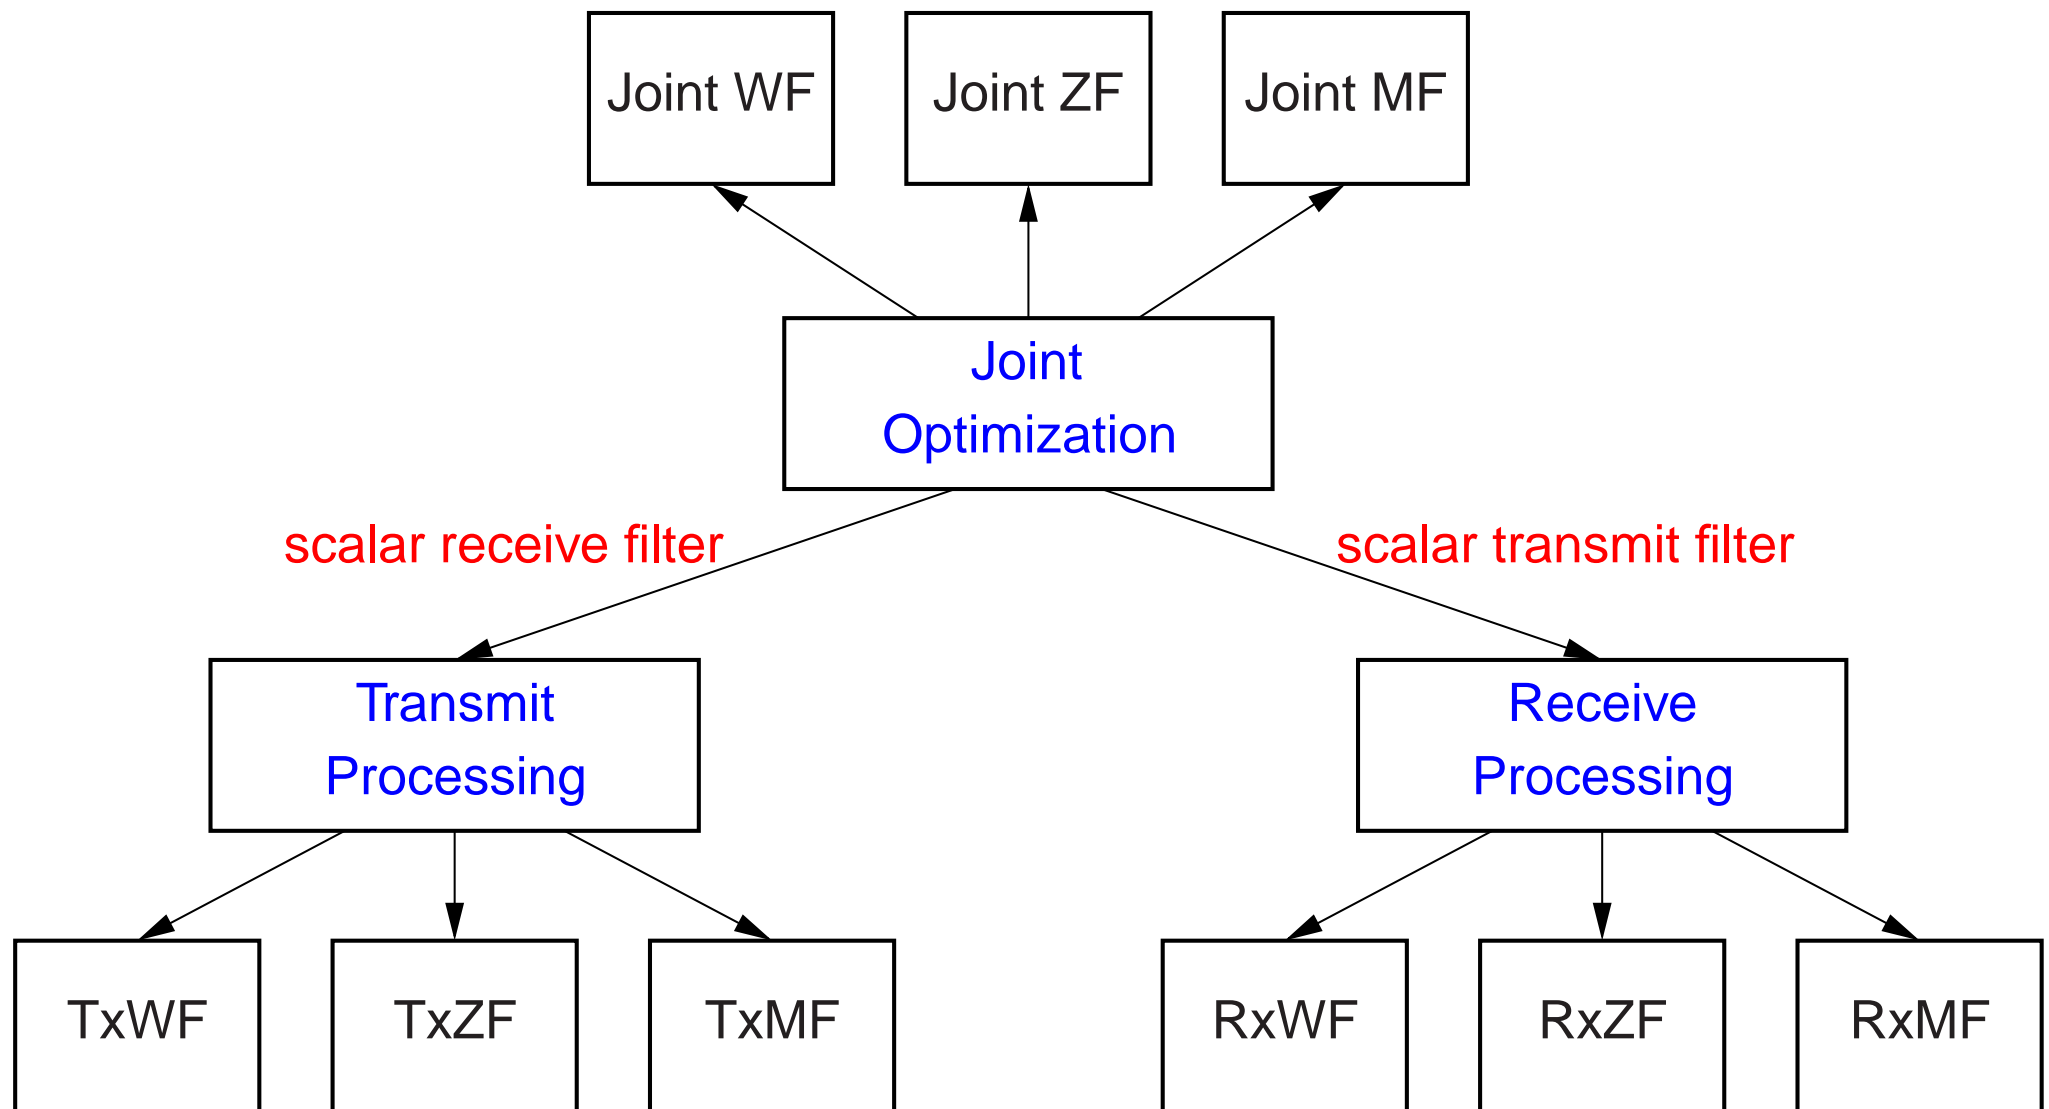 Joint WF
Joint ZF
Joint MF
Joint
Optimization
scalar receive filter
scalar transmit filter
Transmit
Processing
Receive
Processing
TxWF
TxZF
TxMF
RxWF
RxZF
RxMF